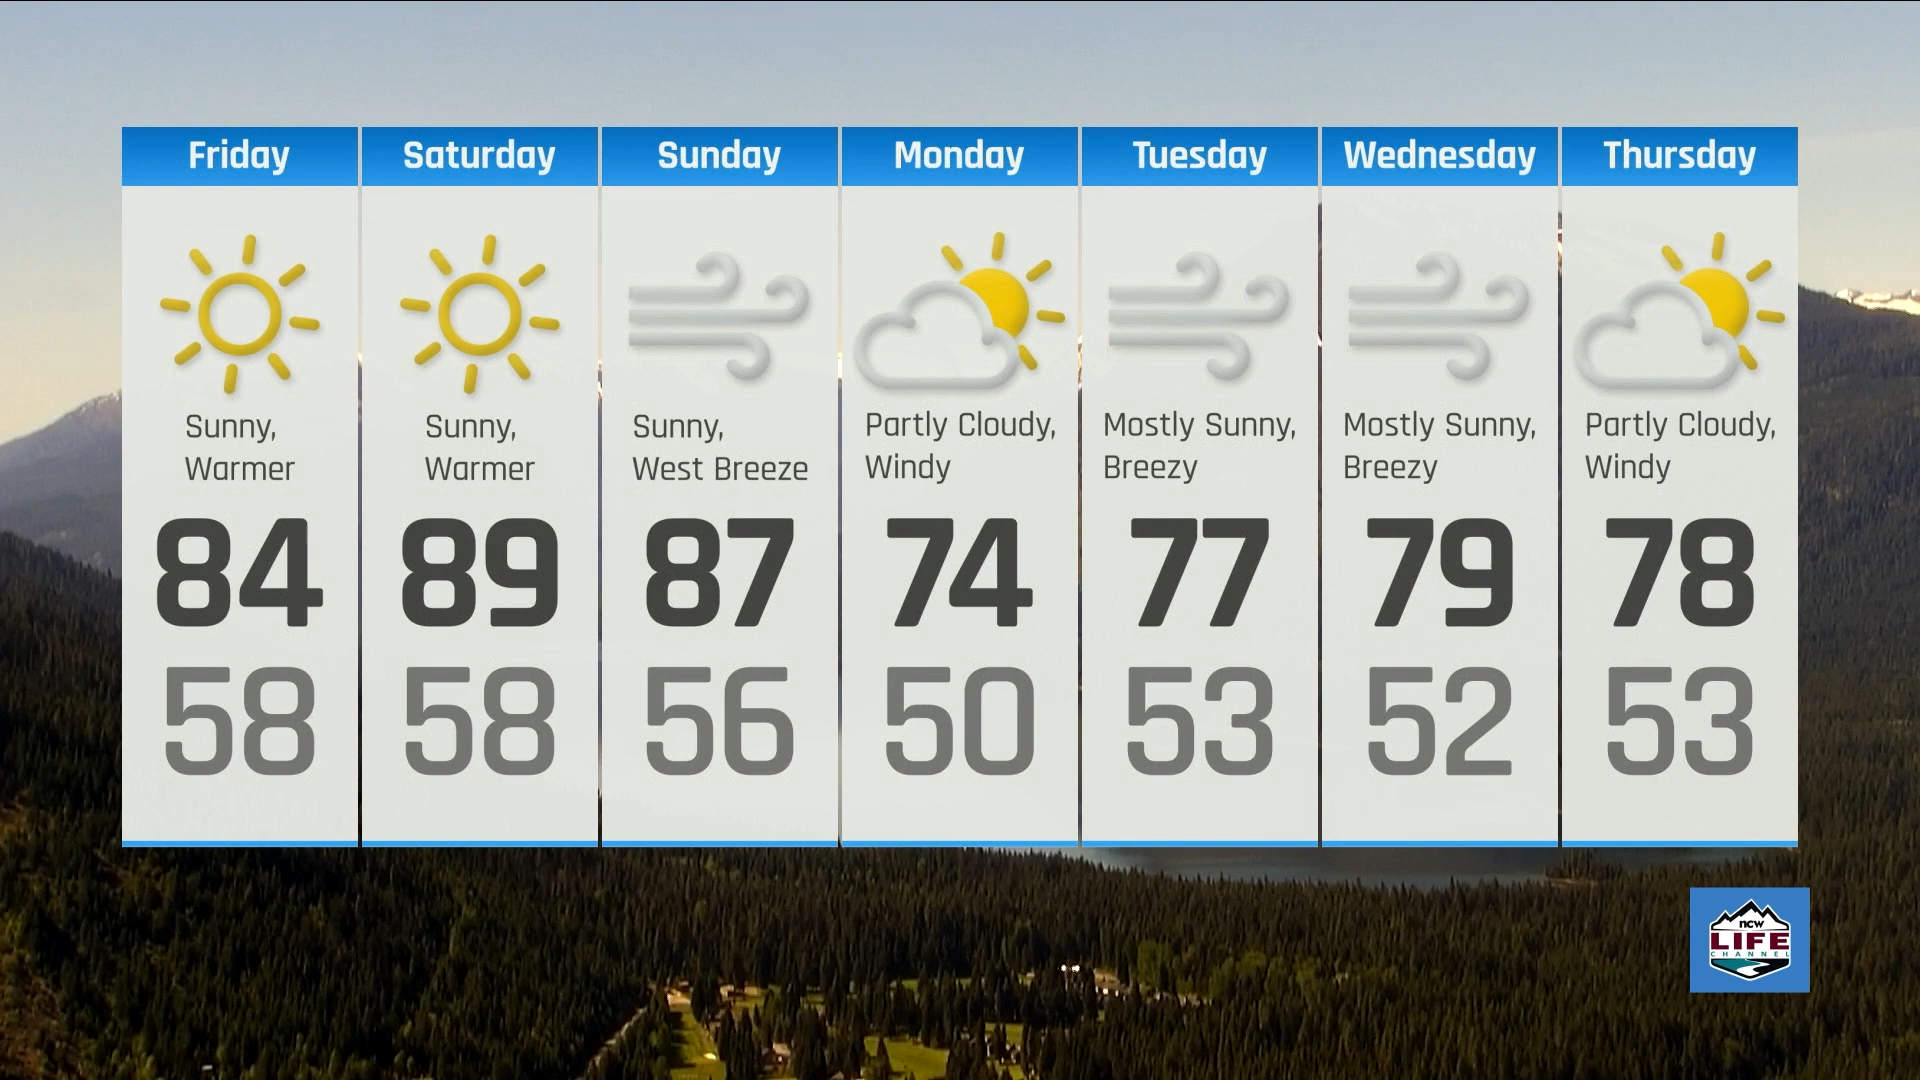 Friday
Saturday
Sunday
Monday
Tuesday
Wednesday
Thursday
Sunny,
Warmer
Sunny,
Warmer
Sunny,
West Breeze
Partly Cloudy,
Windy
Mostly Sunny,
Breezy
Mostly Sunny,
Breezy
Partly Cloudy,
Windy
84
89
87
74
77
79
78
58
58
56
50
53
52
53
ncw
LIFE
CHANNEL